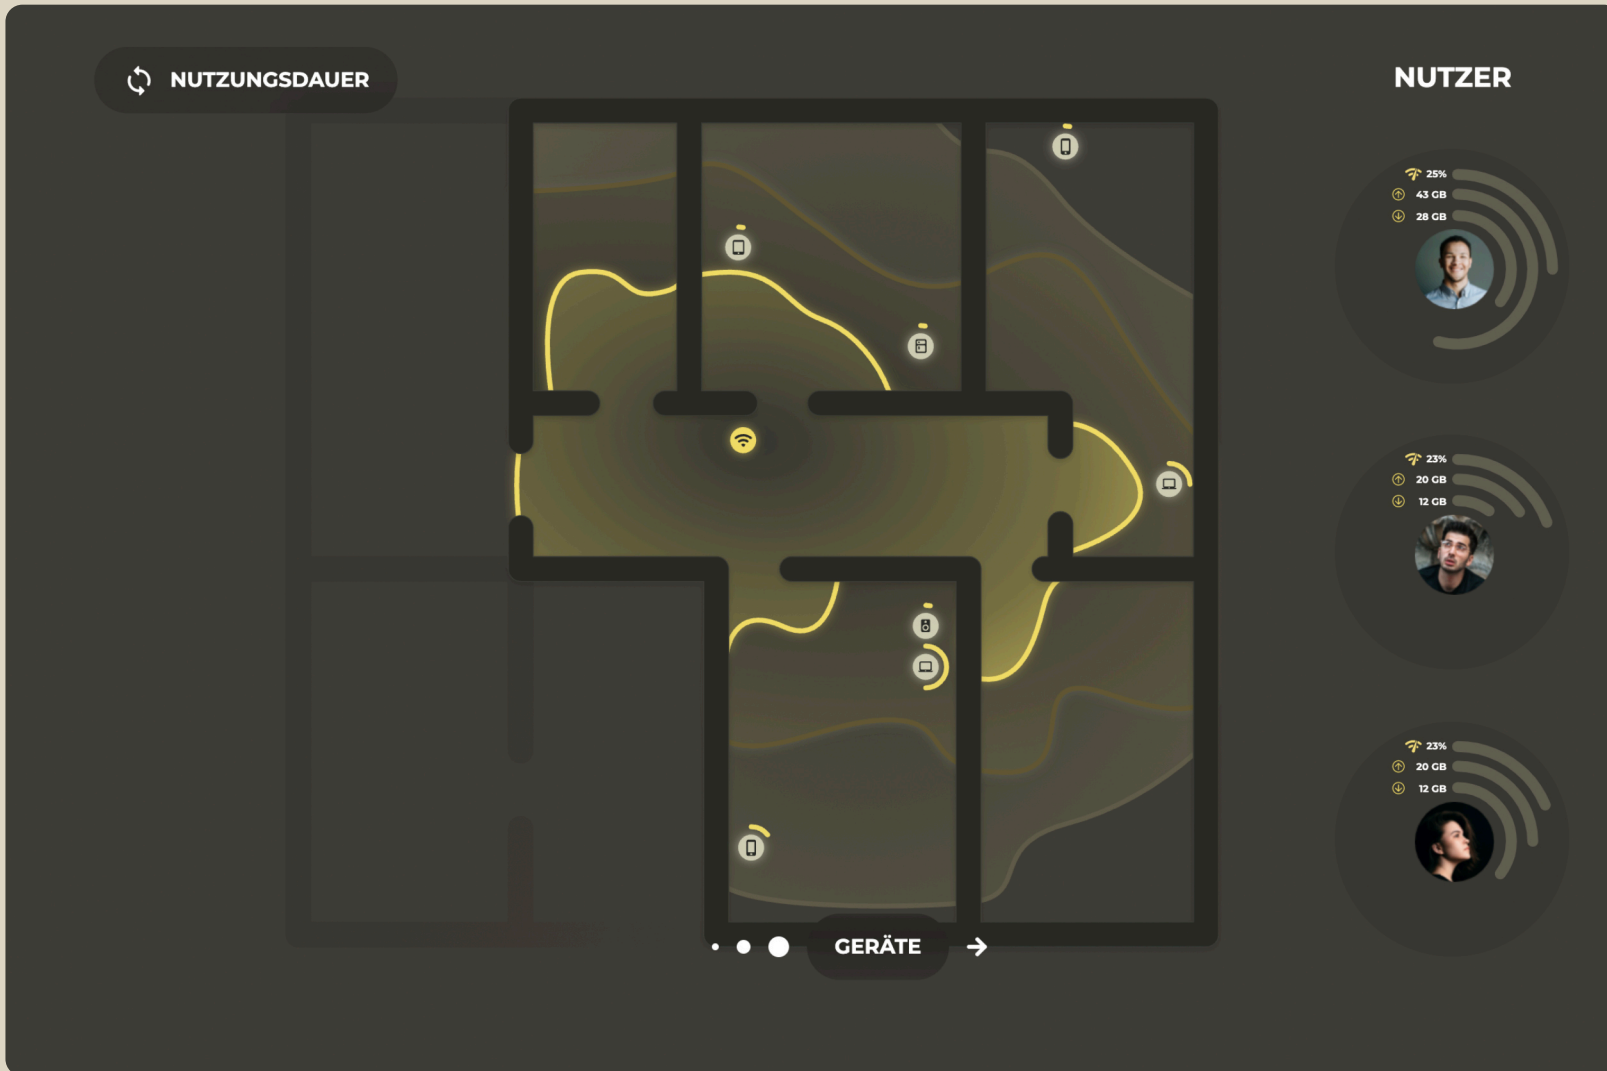 NUTZUNGSDAUER
NUTZER
25%
43 GB
28 GB
23%
20 GB
12 GB
23%
20 GB
12 GB
GERÄTE